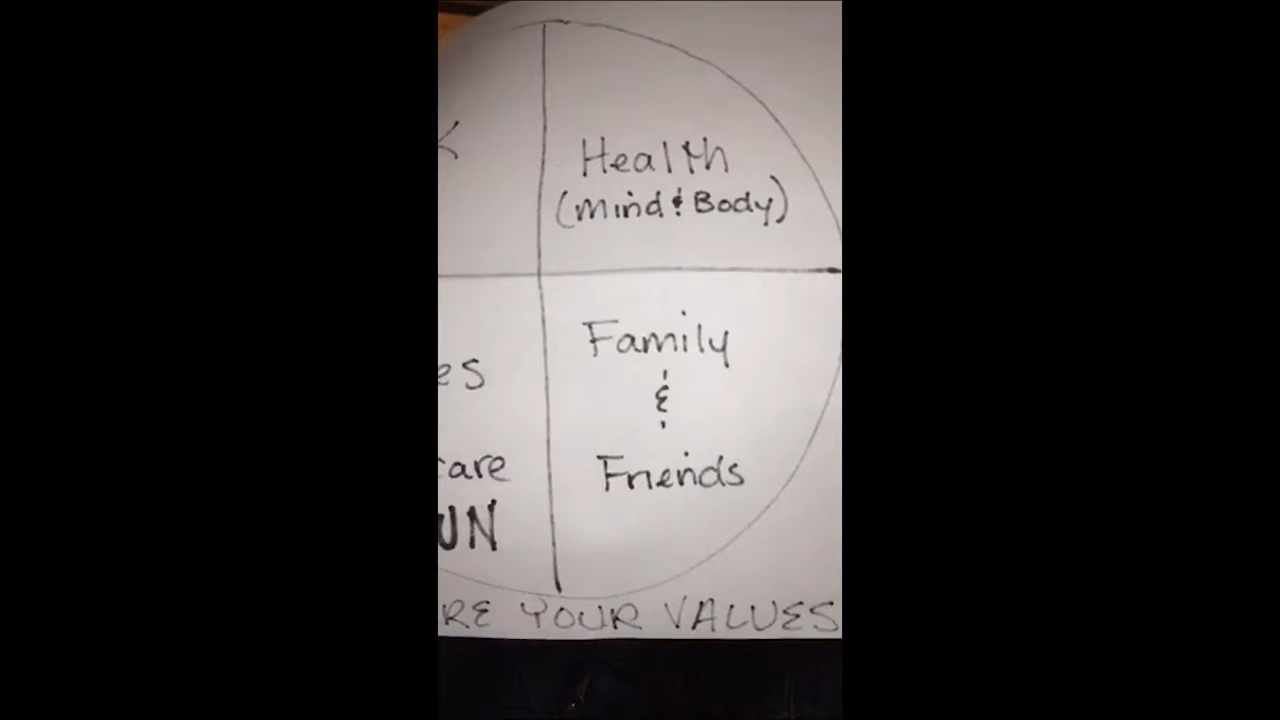 Health
(Mind & Body)
Family
&
Friends
es
care
UN
RE YOUR VALUES